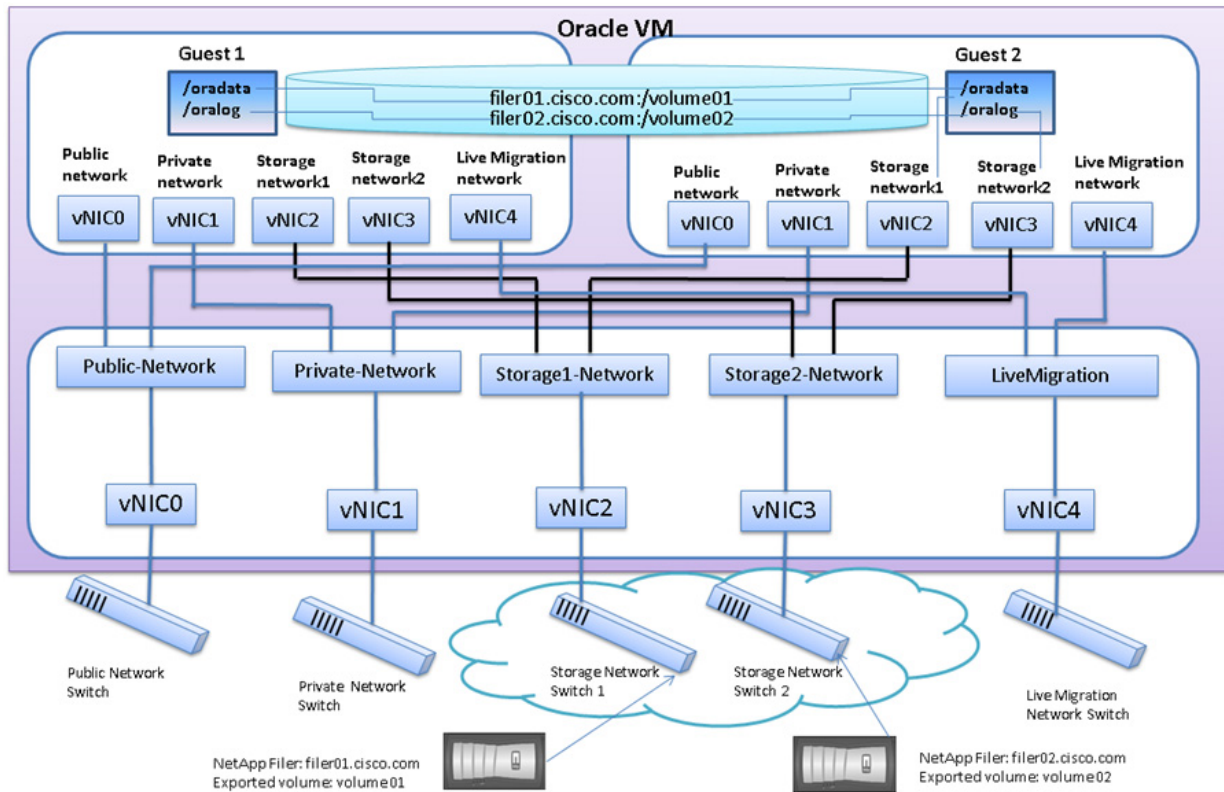 Oracle VM
Guest 1
Guest 2
/oradata
/oralog
filer01.cisco.com:/volume01
filer02.cisco.com:/volume02
/oradata
/oralog
Public
network
Private
network
Storage
network1
Storage
network2
Live Migration
network
Public
network
Private
network
Storage
network1
Storage
network2
Live Migration
network
vNIC0
vNIC1
vNIC2
vNIC3
vNIC4
vNIC0
vNIC1
vNIC2
vNIC3
vNIC4
Public-Network
Private-Network
Storage1-Network
Storage2-Network
LiveMigration
vNIC0
vNIC1
vNIC2
vNIC3
vNIC4
Public Network
Switch
Private Network
Switch
Storage Network
Switch 1
Storage Network
Switch 2
Live Migration
Network Switch
NetApp Filer: filer01.cisco.com
Exported volume: volume01
NetApp Filer: filer02.cisco.com
Exported volume: volume02